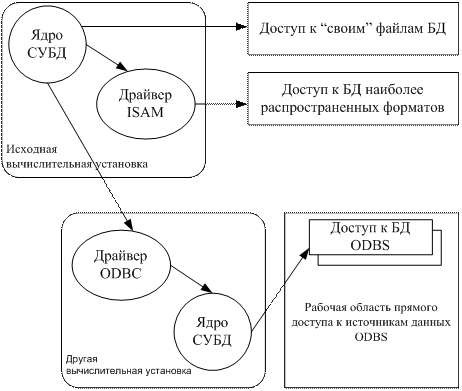 Ядро
СУБД
Доступ к “своим” файлам БД
Драйвер
ISAM
Доступ к БД наиболее
распространенных форматов
Исходная
вычислительная установка
Драйвер
ODBC
Ядро
СУБД
Доступ к БД
ODBS
Рабочая область прямого
доступа к источникам данных
ODBS
Другая
вычислительная установка